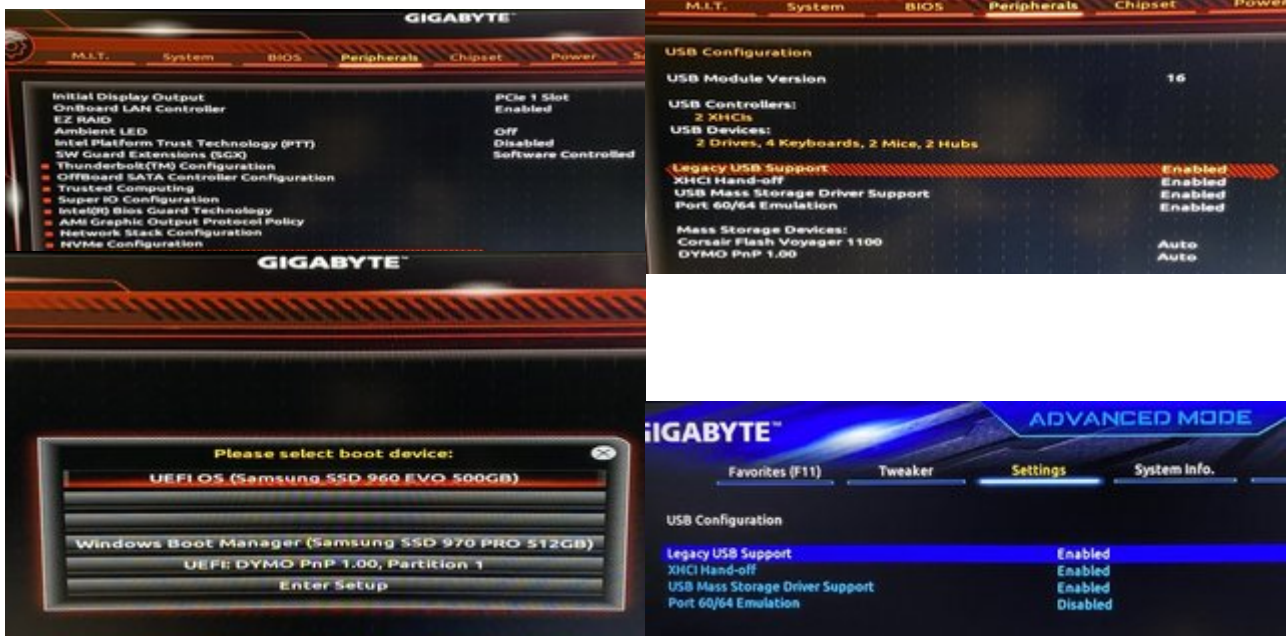 GIGABYTE™
M.I.T. System BIOS Peripherals Chipset Power
Initial Display Output PCIe 1 Slot
OnBoard LAN Controller Enabled
EZ RAID
Ambient LED Off
Intel Platform Trust Technology (PTT) Disabled
SW Guard Extensions (SGX) Software Controlled
Thunderbolt(TM) Configuration
OffBoard SATA Controller Configuration
Trusted Computing
Super IO Configuration
Intel(R) Bios Guard Technology
AMI Graphic Output Protocol Policy
Network Stack Configuration
NVMe Configuration
M.I.T. System BIOS Peripherals Chipset Power
USB Configuration
USB Module Version 16
USB Controllers:
2 XHCIs
USB Devices:
2 Drives, 4 Keyboards, 2 Mice, 2 Hubs
Legacy USB Support Enabled
XHCI Hand-off Enabled
USB Mass Storage Driver Support Enabled
Port 60/64 Emulation Enabled
Mass Storage Devices:
Corsair Flash Voyager 1100 Auto
DYMO PnP 1.00 Auto
GIGABYTE™
Please select boot device:
UEFI OS (Samsung SSD 960 EVO 500GB)
Windows Boot Manager (Samsung SSD 970 PRO 512GB)
UEFI: DYMO PnP 1.00, Partition 1
Enter Setup
GIGABYTE™
ADVANCED MODE
Favorites (F11) Tweaker Settings System Info.
USB Configuration
Legacy USB Support Enabled
XHCI Hand-off Enabled
USB Mass Storage Driver Support Enabled
Port 60/64 Emulation Disabled